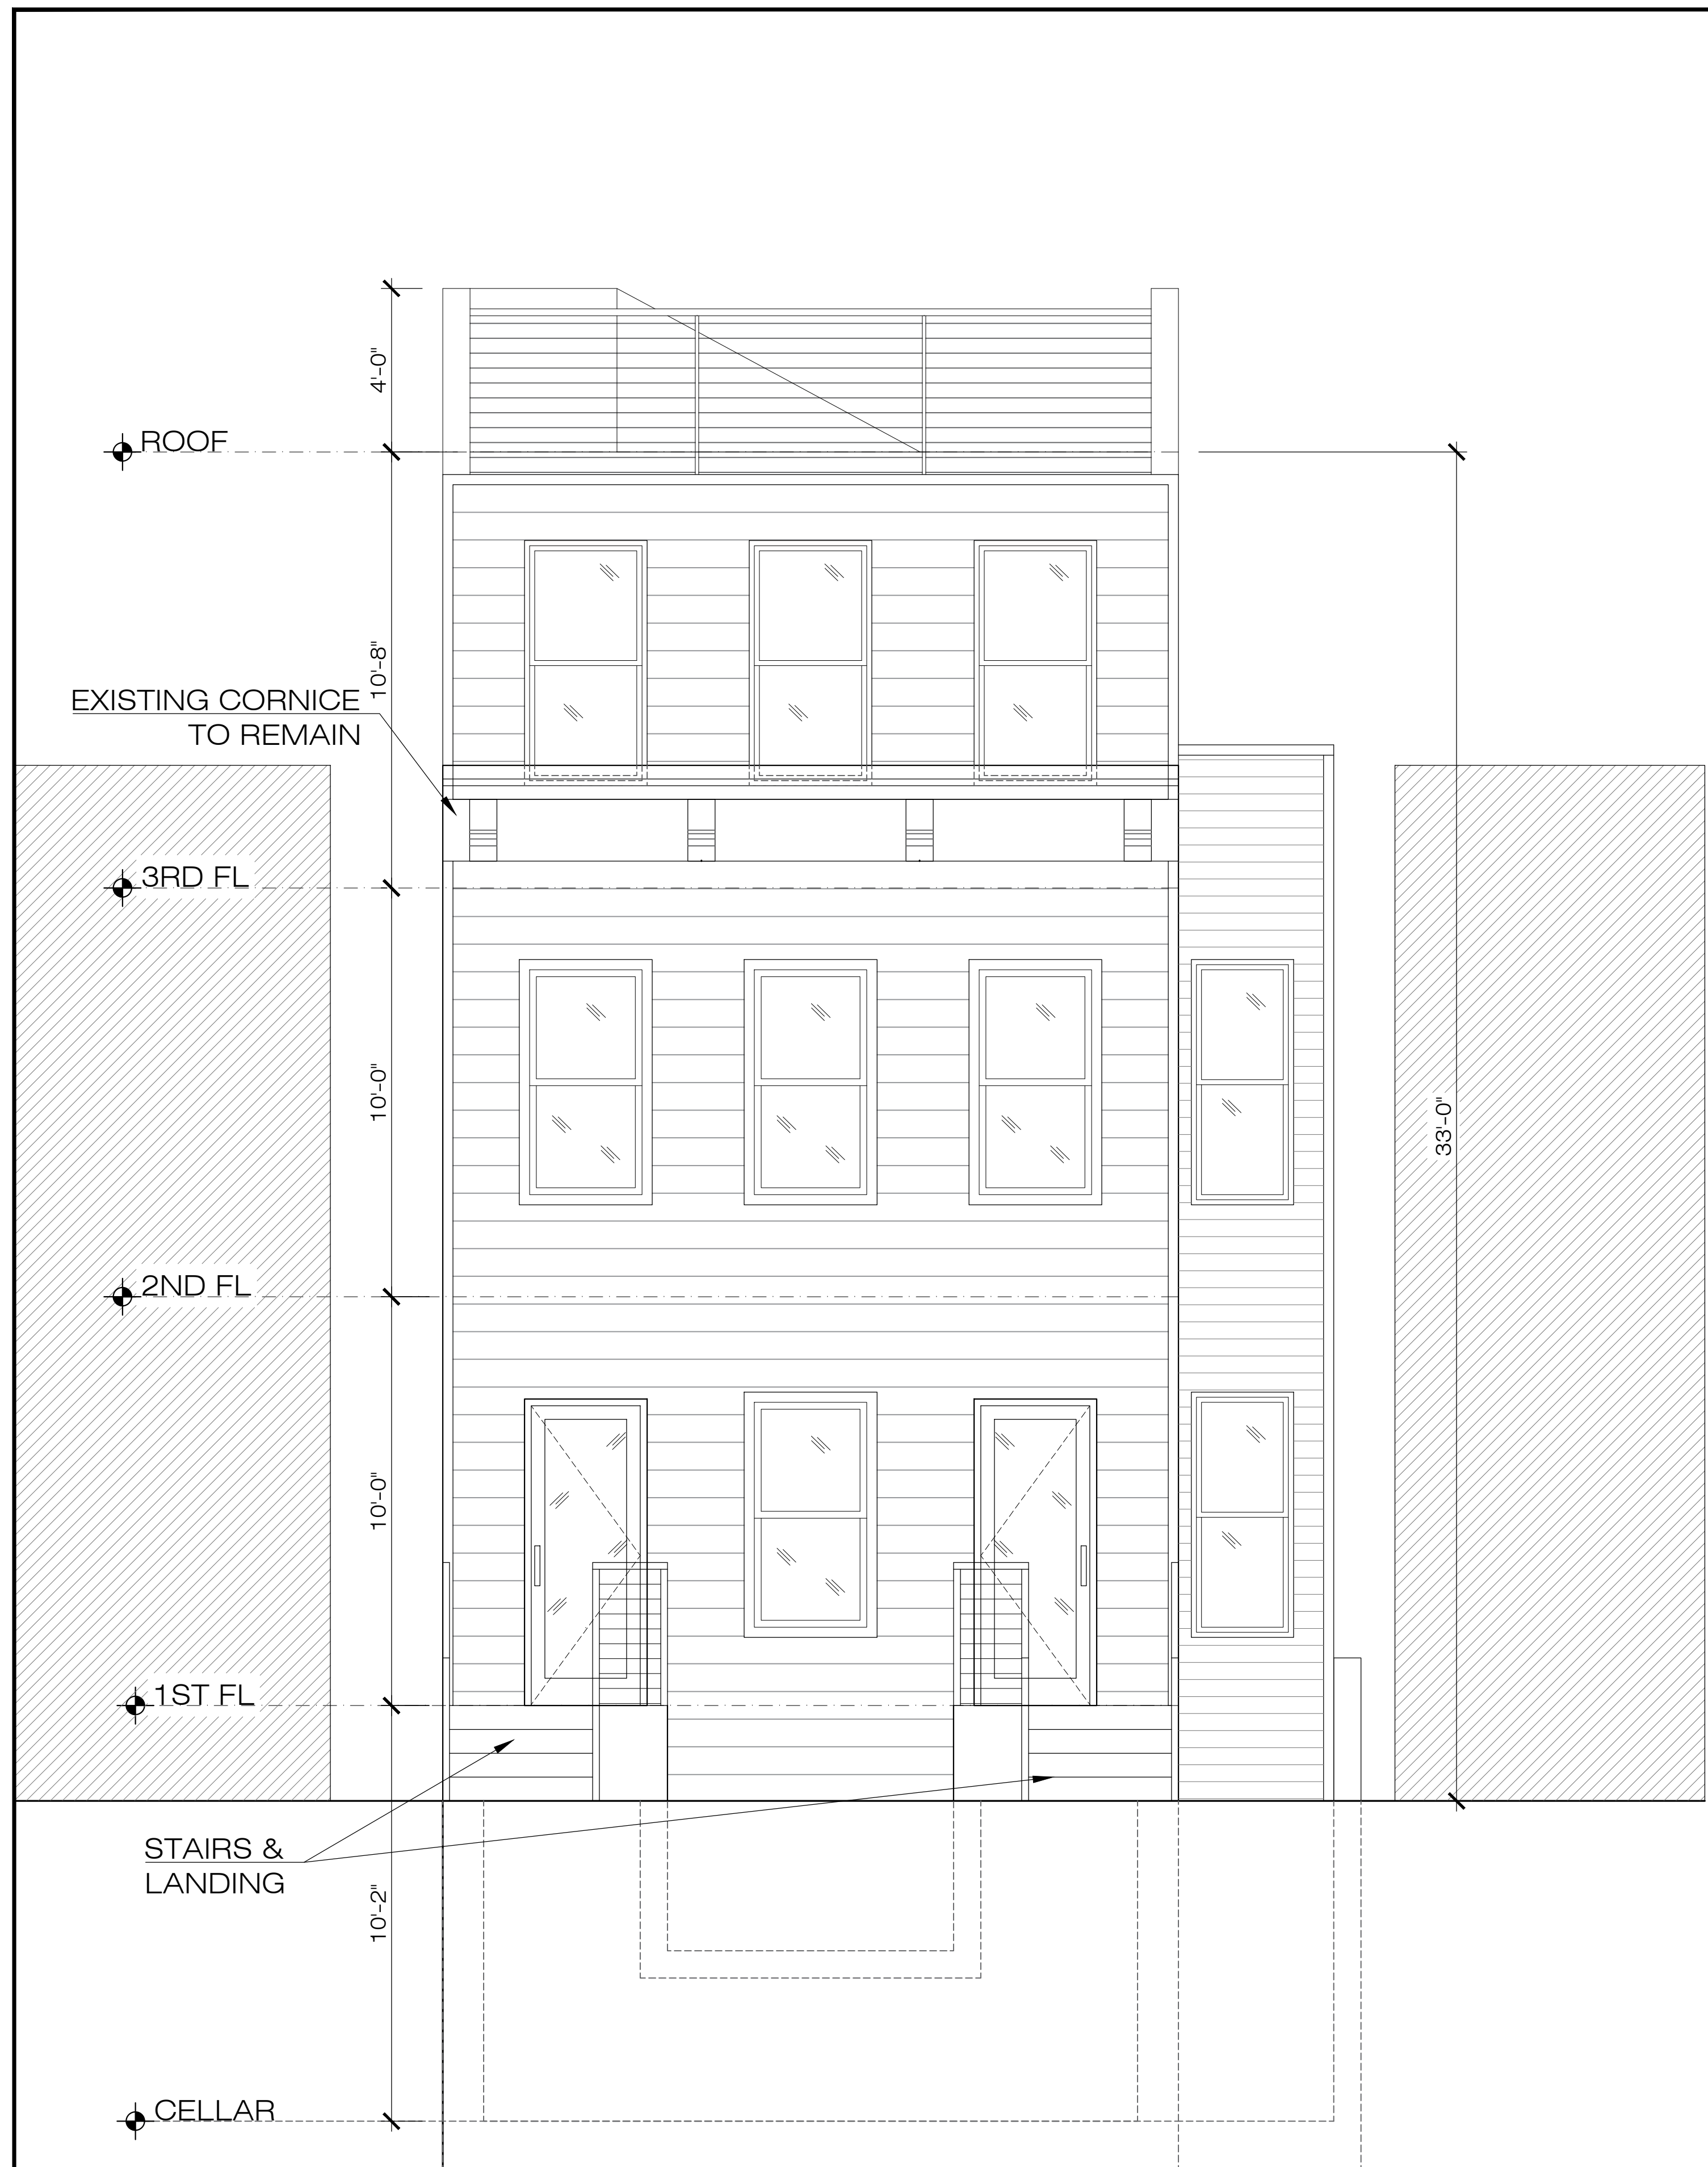 4'-0"
ROOF
10'-8"
EXISTING CORNICE
TO REMAIN
3RD FL
10'-0"
33'-0"
2ND FL
10'-0"
1ST FL
STAIRS &
LANDING
10'-2"
CELLAR